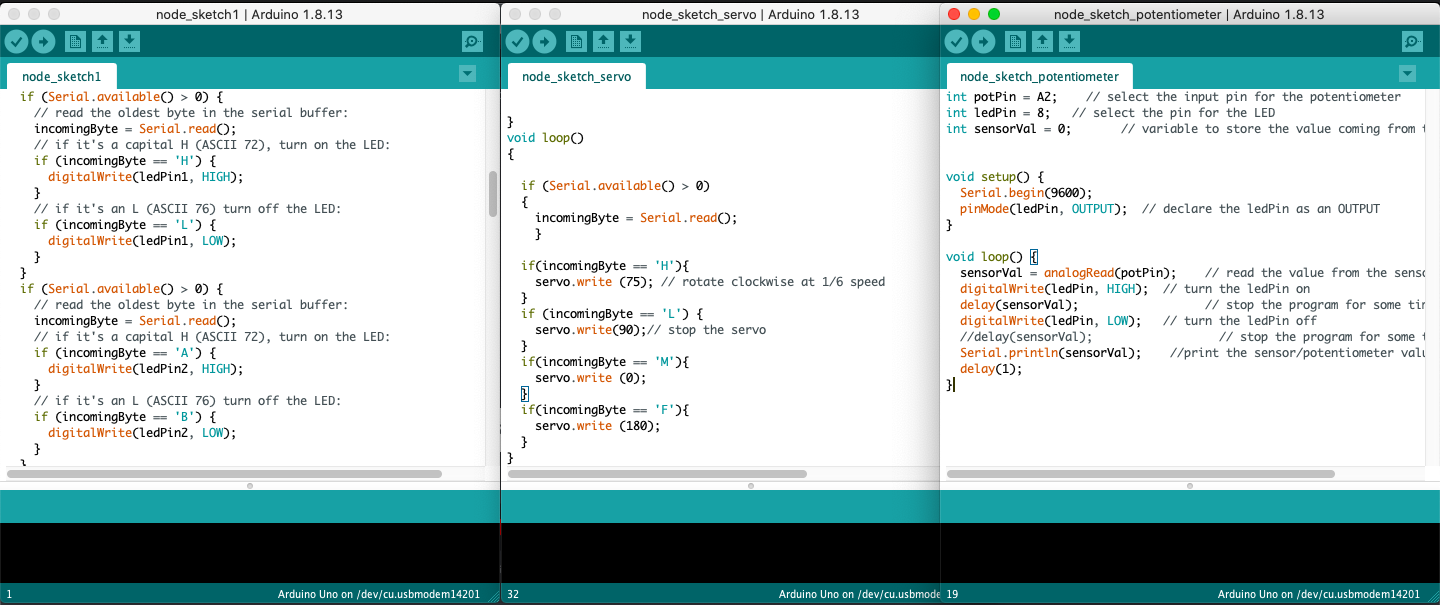 node_sketch1 | Arduino 1.8.13
node_sketch1
if (Serial.available() > 0) {
// read the oldest byte in the serial buffer:
incomingByte = Serial.read();
// if it's a capital H (ASCII 72), turn on the LED:
if (incomingByte == 'H') {
digitalWrite(ledPin1, HIGH);
}
// if it's an L (ASCII 76) turn off the LED:
if (incomingByte == 'L') {
digitalWrite(ledPin1, LOW);
}
}
if (Serial.available() > 0) {
// read the oldest byte in the serial buffer:
incomingByte = Serial.read();
// if it's a capital H (ASCII 72), turn on the LED:
if (incomingByte == 'A') {
digitalWrite(ledPin2, HIGH);
}
// if it's an L (ASCII 76) turn off the LED:
if (incomingByte == 'B') {
digitalWrite(ledPin2, LOW);
}
}
1 Arduino Uno on /dev/cu.usbmodem14201
node_sketch_servo | Arduino 1.8.13
node_sketch_servo
}
void loop()
{
if (Serial.available() > 0)
{
incomingByte = Serial.read();
}
if(incomingByte == 'H'){
servo.write (75); // rotate clockwise at 1/6 speed
}
if (incomingByte == 'L') {
servo.write(90);// stop the servo
}
if(incomingByte == 'M'){
servo.write (0);
}
if(incomingByte == 'F'){
servo.write (180);
}
}
32 Arduino Uno on /dev/cu.usbmode
node_sketch_potentiometer | Arduino 1.8.13
node_sketch_potentiometer
int potPin = A2; // select the input pin for the potentiometer
int ledPin = 8; // select the pin for the LED
int sensorVal = 0; // variable to store the value coming from t
void setup() {
Serial.begin(9600);
pinMode(ledPin, OUTPUT); // declare the ledPin as an OUTPUT
}
void loop() {
sensorVal = analogRead(potPin); // read the value from the senso
digitalWrite(ledPin, HIGH); // turn the ledPin on
delay(sensorVal); // stop the program for some tim
digitalWrite(ledPin, LOW); // turn the ledPin off
//delay(sensorVal); // stop the program for some t
Serial.println(sensorVal); //print the sensor/potentiometer valu
delay(1);
}
19 Arduino Uno on /dev/cu.usbmodem14201